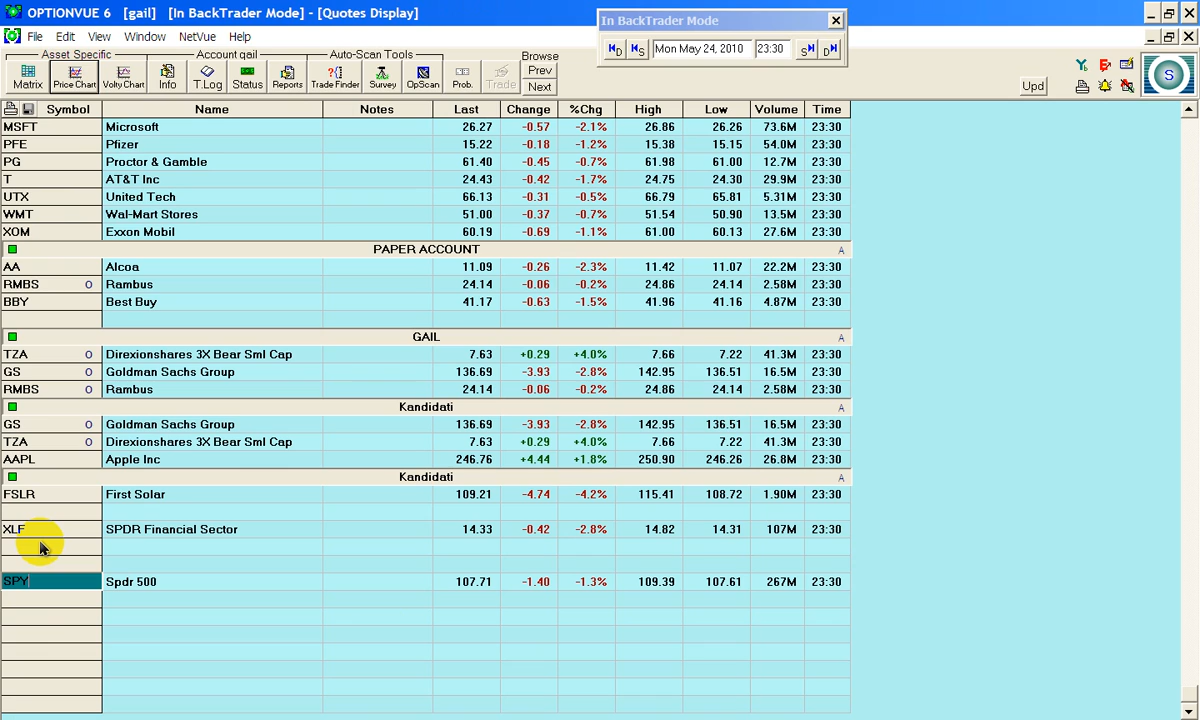 OPTIONVUE 6 [gail] [In BackTrader Mode] - [Quotes Display]
File Edit View Window NetVue Help
In BackTrader Mode
D S Mon May 24, 2010 23:30 S D
Asset Specific Account gail Auto-Scan Tools Browse
Matrix Price Chart Volty Chart Info T.Log Status Reports Trade Finder Survey OpScan Prob. Trade Prev
Next
Upd
S
Symbol Name Notes Last Change %Chg High Low Volume Time
MSFT Microsoft 26.27 -0.57 -2.1% 26.86 26.26 73.6M 23:30
PFE Pfizer 15.22 -0.18 -1.2% 15.38 15.15 54.0M 23:30
PG Proctor & Gamble 61.40 -0.45 -0.7% 61.98 61.00 12.7M 23:30
T AT&T Inc 24.43 -0.42 -1.7% 24.75 24.30 29.9M 23:30
UTX United Tech 66.13 -0.31 -0.5% 66.79 65.81 5.31M 23:30
WMT Wal-Mart Stores 51.00 -0.37 -0.7% 51.54 50.90 13.5M 23:30
XOM Exxon Mobil 60.19 -0.69 -1.1% 61.00 60.13 27.6M 23:30
PAPER ACCOUNT A
AA Alcoa 11.09 -0.26 -2.3% 11.42 11.07 22.2M 23:30
RMBS O Rambus 24.14 -0.06 -0.2% 24.86 24.14 2.58M 23:30
BBY Best Buy 41.17 -0.63 -1.5% 41.96 41.16 4.87M 23:30
GAIL A
TZA O Direxionshares 3X Bear Sml Cap 7.63 +0.29 +4.0% 7.66 7.22 41.3M 23:30
GS O Goldman Sachs Group 136.69 -3.93 -2.8% 142.95 136.51 16.5M 23:30
RMBS O Rambus 24.14 -0.06 -0.2% 24.86 24.14 2.58M 23:30
Kandidati A
GS O Goldman Sachs Group 136.69 -3.93 -2.8% 142.95 136.51 16.5M 23:30
TZA O Direxionshares 3X Bear Sml Cap 7.63 +0.29 +4.0% 7.66 7.22 41.3M 23:30
AAPL Apple Inc 246.76 +4.44 +1.8% 250.90 246.26 26.8M 23:30
Kandidati A
FSLR First Solar 109.21 -4.74 -4.2% 115.41 108.72 1.90M 23:30
XLF SPDR Financial Sector 14.33 -0.42 -2.8% 14.82 14.31 107M 23:30
SPY Spdr 500 107.71 -1.40 -1.3% 109.39 107.61 267M 23:30